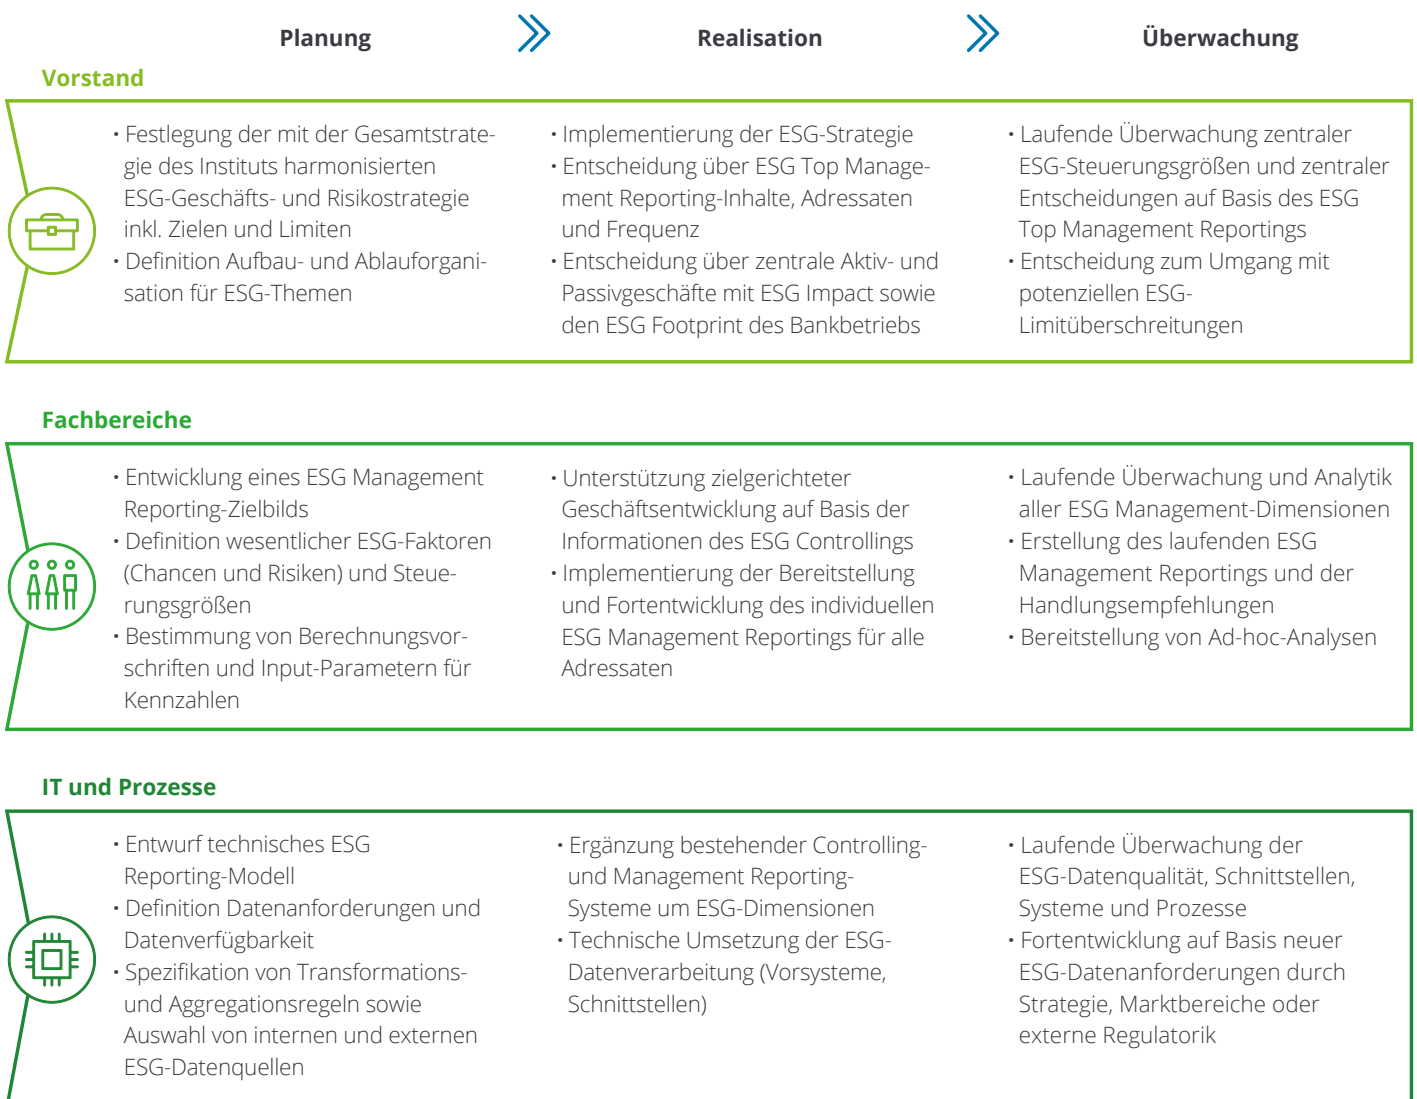 Planung
Realisation
Überwachung
Vorstand
• Festlegung der mit der Gesamtstrate-
gie des Instituts harmonisierten
ESG-Geschäfts- und Risikostrategie
inkl. Zielen und Limiten
• Definition Aufbau- und Ablauforgani-
sation für ESG-Themen
• Implementierung der ESG-Strategie
• Entscheidung über ESG Top Manage-
ment Reporting-Inhalte, Adressaten
und Frequenz
• Entscheidung über zentrale Aktiv- und
Passivgeschäfte mit ESG Impact sowie
den ESG Footprint des Bankbetriebs
• Laufende Überwachung zentraler
ESG-Steuerungsgrößen und zentraler
Entscheidungen auf Basis des ESG
Top Management Reportings
• Entscheidung zum Umgang mit
potenziellen ESG-
Limitüberschreitungen
Fachbereiche
• Entwicklung eines ESG Management
Reporting-Zielbilds
• Definition wesentlicher ESG-Faktoren
(Chancen und Risiken) und Steue-
rungsgrößen
• Bestimmung von Berechnungsvor-
schriften und Input-Parametern für
Kennzahlen
• Unterstützung zielgerichteter
Geschäftsentwicklung auf Basis der
Informationen des ESG Controllings
• Implementierung der Bereitstellung
und Fortentwicklung des individuellen
ESG Management Reportings für alle
Adressaten
• Laufende Überwachung und Analytik
aller ESG Management-Dimensionen
• Erstellung des laufenden ESG
Management Reportings und der
Handlungsempfehlungen
• Bereitstellung von Ad-hoc-Analysen
IT und Prozesse
• Entwurf technisches ESG
Reporting-Modell
• Definition Datenanforderungen und
Datenverfügbarkeit
• Spezifikation von Transformations-
und Aggregationsregeln sowie
Auswahl von internen und externen
ESG-Datenquellen
• Ergänzung bestehender Controlling-
und Management Reporting-
Systeme um ESG-Dimensionen
• Technische Umsetzung der ESG-
Datenverarbeitung (Vorsysteme,
Schnittstellen)
• Laufende Überwachung der
ESG-Datenqualität, Schnittstellen,
Systeme und Prozesse
• Fortentwicklung auf Basis neuer
ESG-Datenanforderungen durch
Strategie, Marktbereiche oder
externe Regulatorik